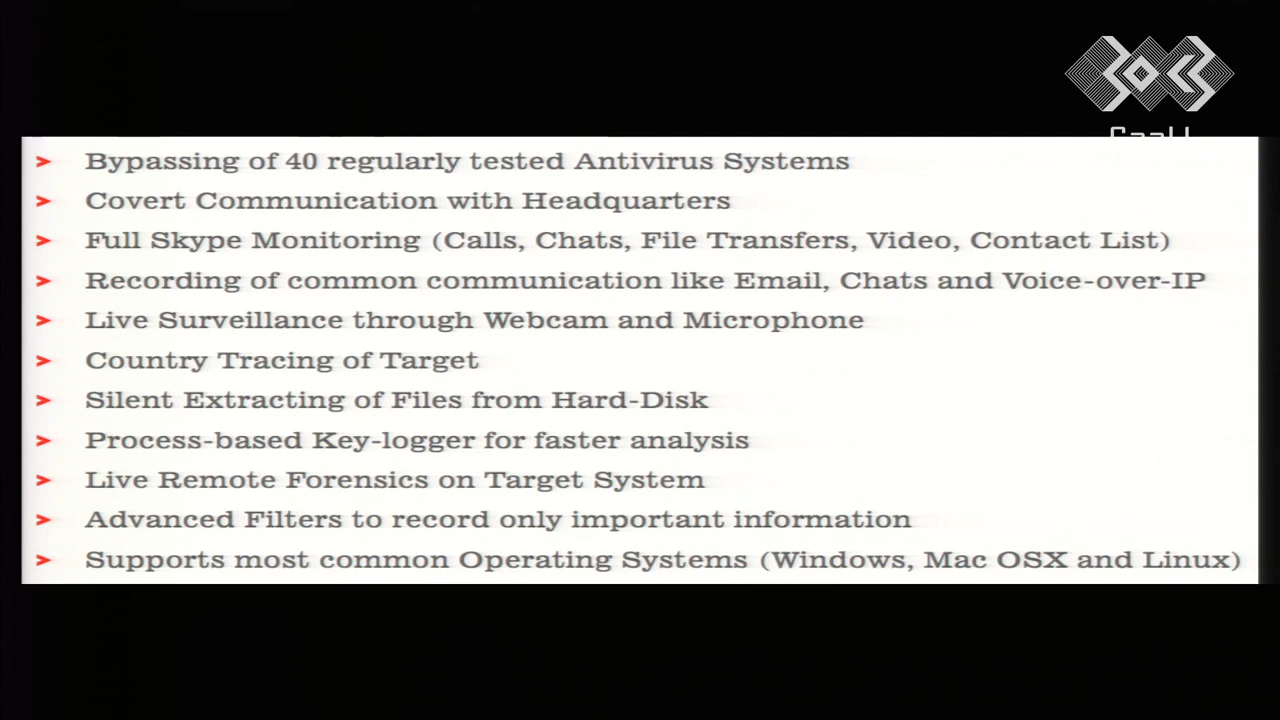 Bypassing of 40 regularly tested Antivirus Systems
Covert Communication with Headquarters
Full Skype Monitoring (Calls, Chats, File Transfers, Video, Contact List)
Recording of common communication like Email, Chats and Voice-over-IP
Live Surveillance through Webcam and Microphone
Country Tracing of Target
Silent Extracting of Files from Hard-Disk
Process-based Key-logger for faster analysis
Live Remote Forensics on Target System
Advanced Filters to record only important information
Supports most common Operating Systems (Windows, Mac OSX and Linux)